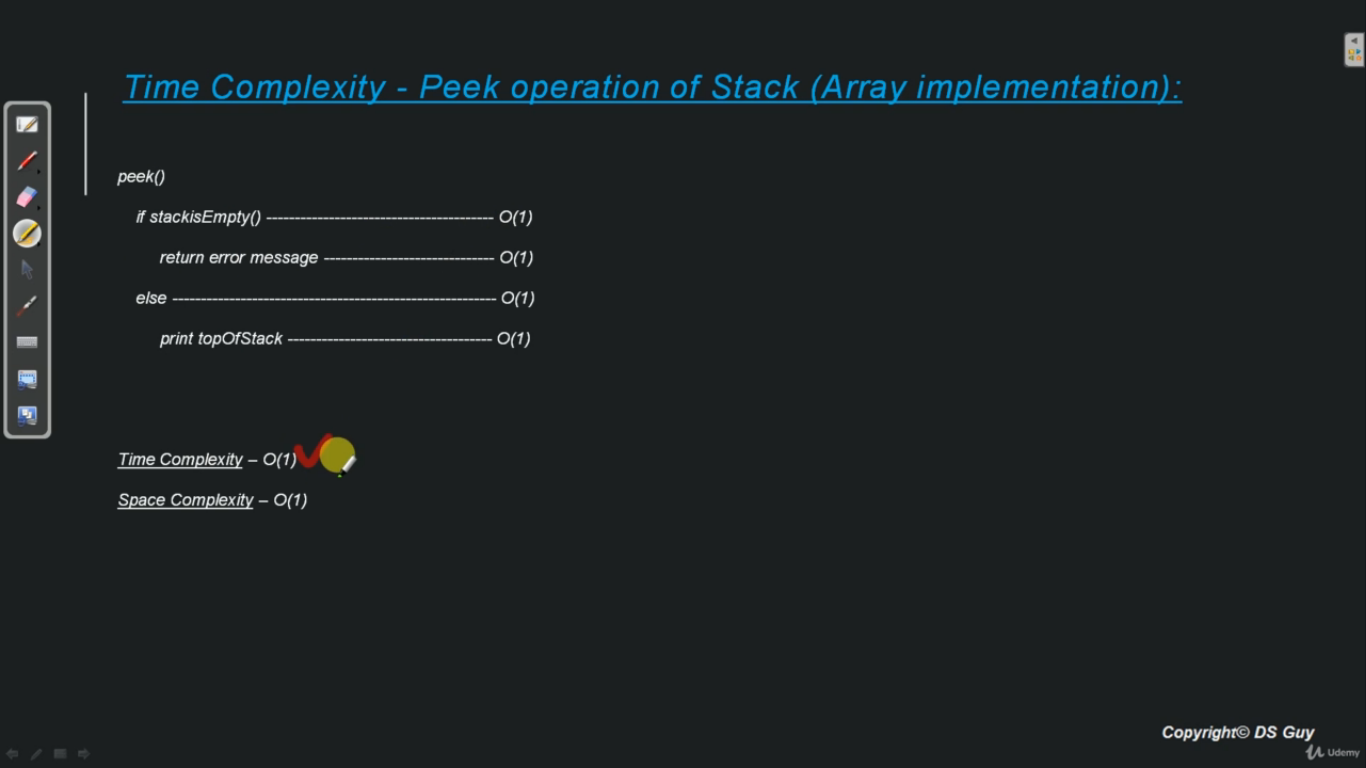 Time Complexity - Peek operation of Stack (Array implementation):
peek()
if stackisEmpty() ---------------------------------------- O(1)
return error message ------------------------------ O(1)
else --------------------------------------------------------- O(1)
print topOfStack ------------------------------------ O(1)
Time Complexity – O(1)
Space Complexity – O(1)
Copyright© DS Guy
Udemy